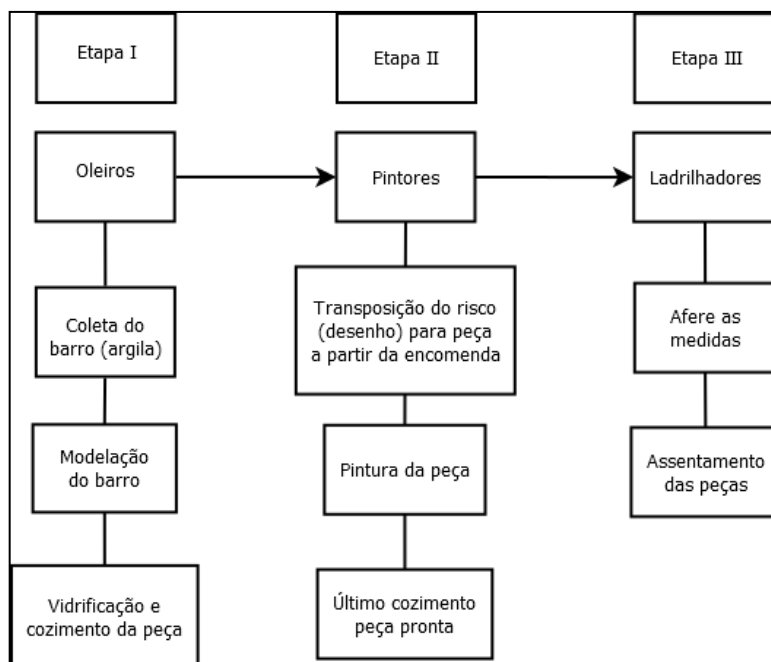 Etapa I
Etapa II
Etapa III
Oleiros
Pintores
Ladrilhadores
Coleta do
barro (argila)
Transposição do risco
(desenho) para peça
a partir da encomenda
Afere as
medidas
Modelação
do barro
Pintura da peça
Assentamento
das peças
Vidrificação e
cozimento da peça
Último cozimento
peça pronta